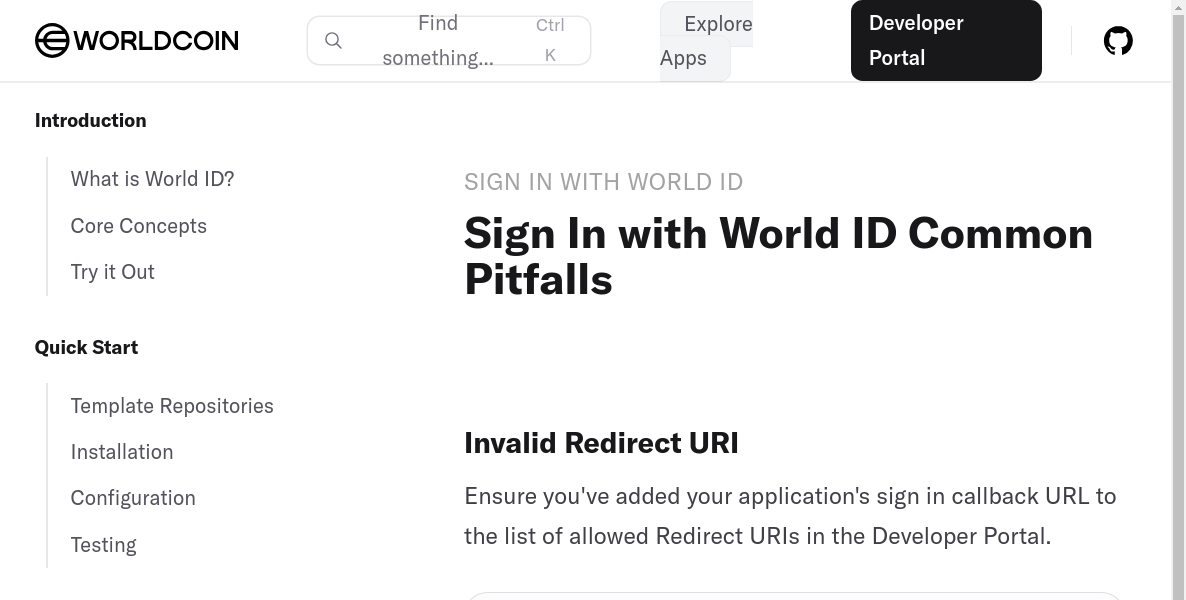 WORLDCOIN
Find
something...
Ctrl
K
Explore
Apps
Developer
Portal
Introduction
What is World ID?
Core Concepts
Try it Out
Quick Start
Template Repositories
Installation
Configuration
Testing
SIGN IN WITH WORLD ID
Sign In with World ID Common
Pitfalls
Invalid Redirect URI
Ensure you've added your application's sign in callback URL to
the list of allowed Redirect URIs in the Developer Portal.